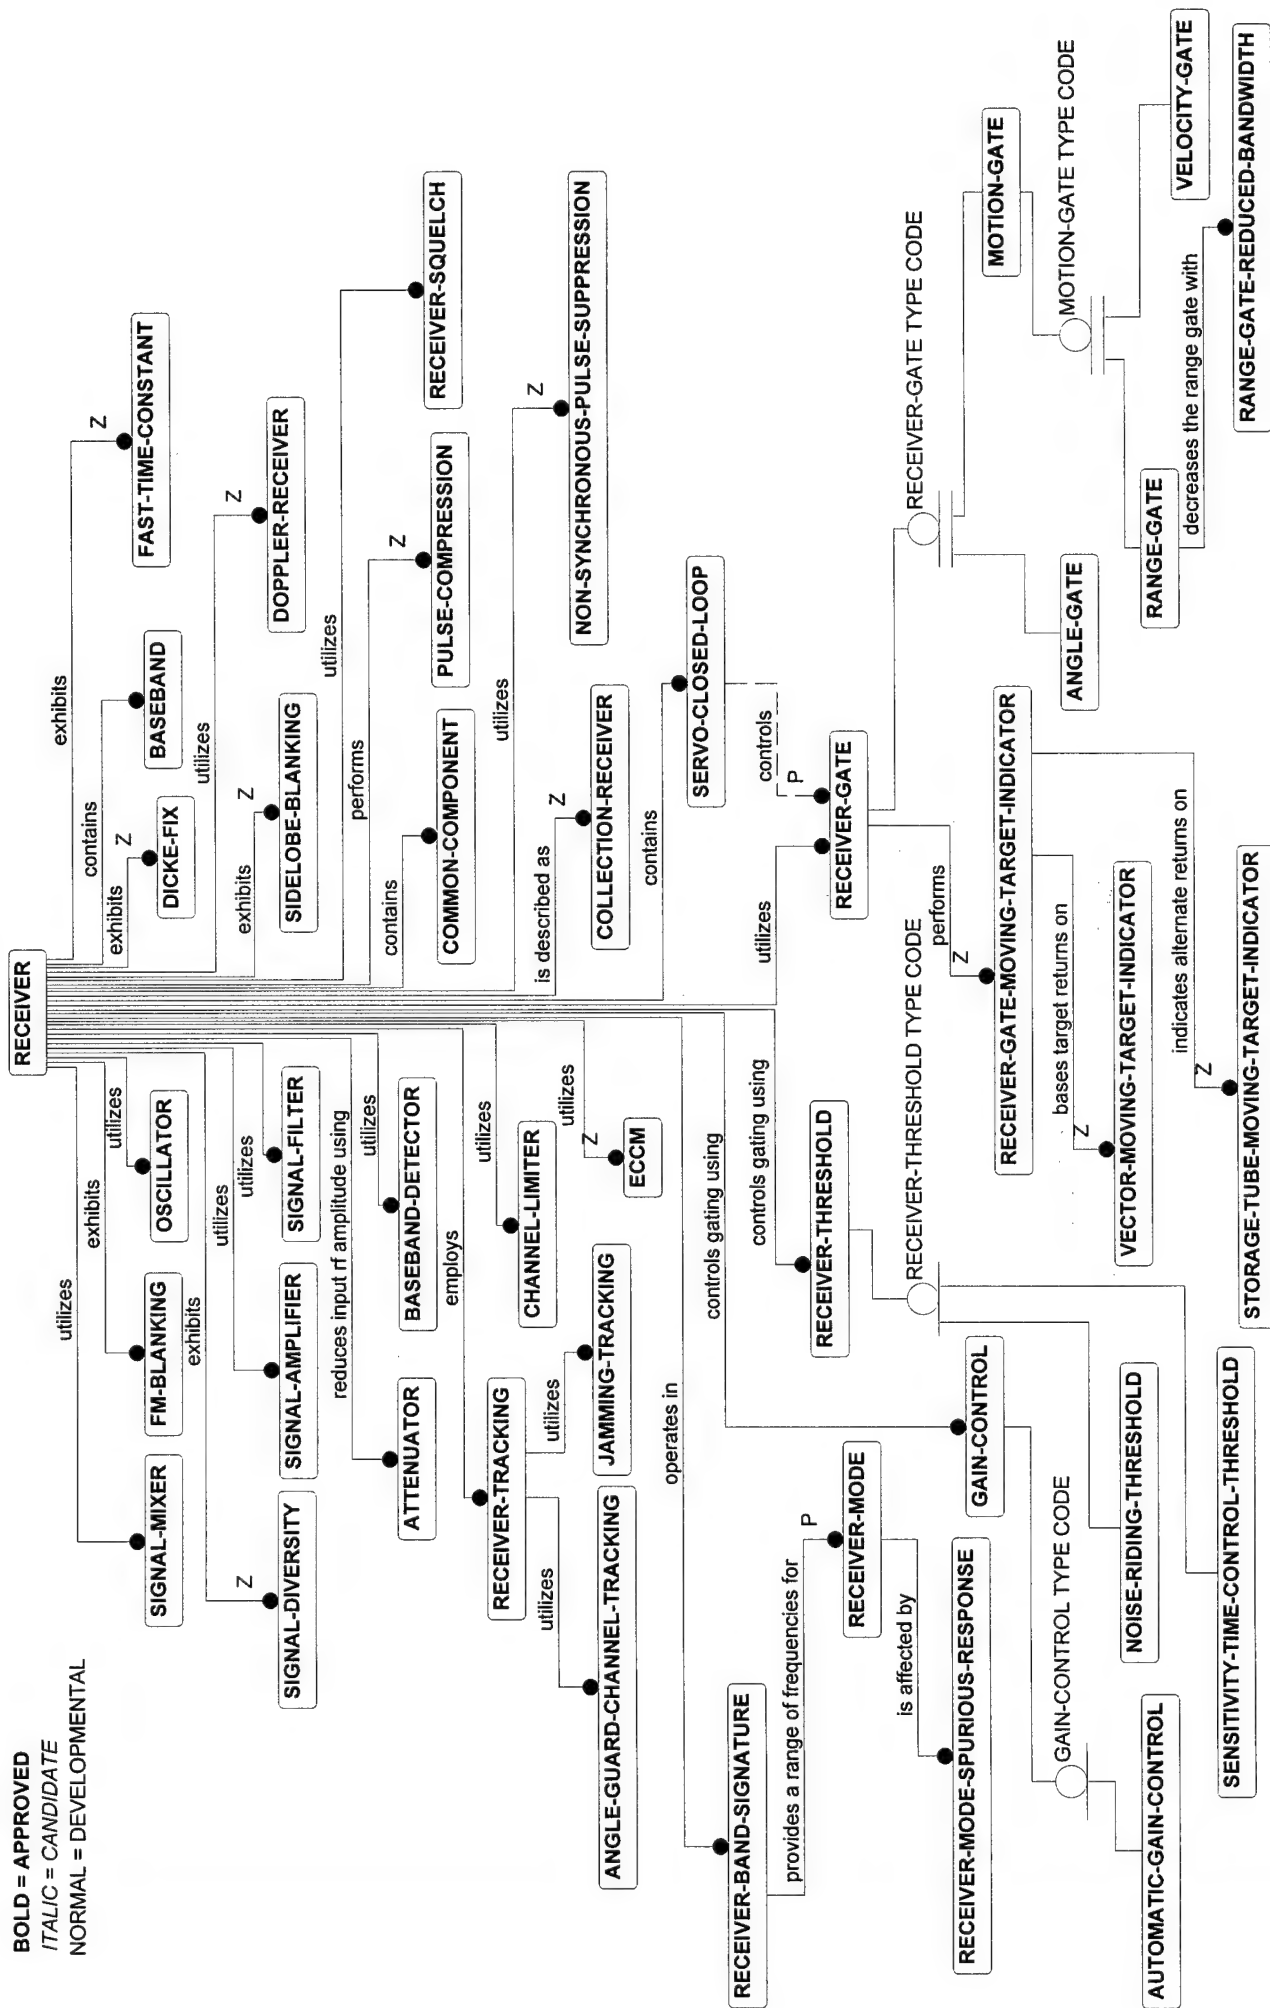 BOLD = APPROVED
ITALIC = CANDIDATE
NORMAL = DEVELOPMENTAL
RECEIVER
utilizes
SIGNAL-MIXER
exhibits
FM-BLANKING
utilizes
OSCILLATOR
exhibits
Z
DICKE-FIX
contains
BASEBAND
exhibits
Z
FAST-TIME-CONSTANT
exhibits
Z
SIGNAL-DIVERSITY
utilizes
SIGNAL-AMPLIFIER
utilizes
SIGNAL-FILTER
exhibits
Z
SIDELOBE-BLANKING
utilizes
Z
DOPPLER-RECEIVER
reduces input rf amplitude using
ATTENUATOR
utilizes
BASEBAND-DETECTOR
contains
COMMON-COMPONENT
performs
Z
PULSE-COMPRESSION
utilizes
RECEIVER-SQUELCH
employs
RECEIVER-TRACKING
utilizes
CHANNEL-LIMITER
utilizes
ANGLE-GUARD-CHANNEL-TRACKING
utilizes
JAMMING-TRACKING
utilizes
Z
ECCM
is described as
Z
COLLECTION-RECEIVER
utilizes
Z
NON-SYNCHRONOUS-PULSE-SUPPRESSION
contains
SERVO-CLOSED-LOOP
operates in
RECEIVER-BAND-SIGNATURE
provides a range of frequencies for
P
RECEIVER-MODE
is affected by
RECEIVER-MODE-SPURIOUS-RESPONSE
controls gating using
GAIN-CONTROL
GAIN-CONTROL TYPE CODE
AUTOMATIC-GAIN-CONTROL
controls gating using
RECEIVER-THRESHOLD
RECEIVER-THRESHOLD TYPE CODE
NOISE-RIDING-THRESHOLD
SENSITIVITY-TIME-CONTROL-THRESHOLD
utilizes
controls
P
RECEIVER-GATE
performs
Z
RECEIVER-GATE-MOVING-TARGET-INDICATOR
bases target returns on
Z
VECTOR-MOVING-TARGET-INDICATOR
indicates alternate returns on
Z
STORAGE-TUBE-MOVING-TARGET-INDICATOR
RECEIVER-GATE TYPE CODE
ANGLE-GATE
MOTION-GATE
MOTION-GATE TYPE CODE
RANGE-GATE
VELOCITY-GATE
decreases the range gate with
RANGE-GATE-REDUCED-BANDWIDTH